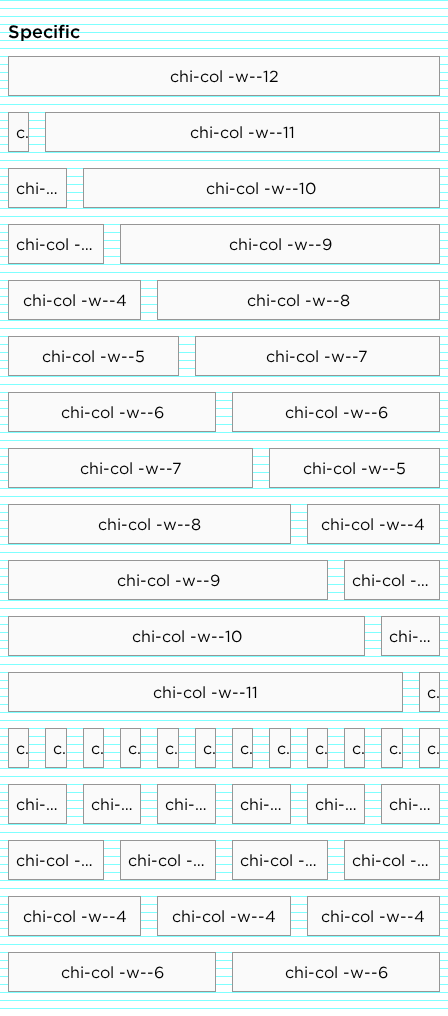 Specific
chi-col -w--12
c. chi-col -w--11
chi-... chi-col -w--10
chi-col -... chi-col -w--9
chi-col -w--4 chi-col -w--8
chi-col -w--5 chi-col -w--7
chi-col -w--6 chi-col -w--6
chi-col -w--7 chi-col -w--5
chi-col -w--8 chi-col -w--4
chi-col -w--9 chi-col -...
chi-col -w--10 chi-...
chi-col -w--11 c.
c. c. c. c. c. c. c. c. c. c. c. c.
chi-... chi-... chi-... chi-... chi-... chi-...
chi-col -... chi-col -... chi-col -... chi-col -...
chi-col -w--4 chi-col -w--4 chi-col -w--4
chi-col -w--6 chi-col -w--6